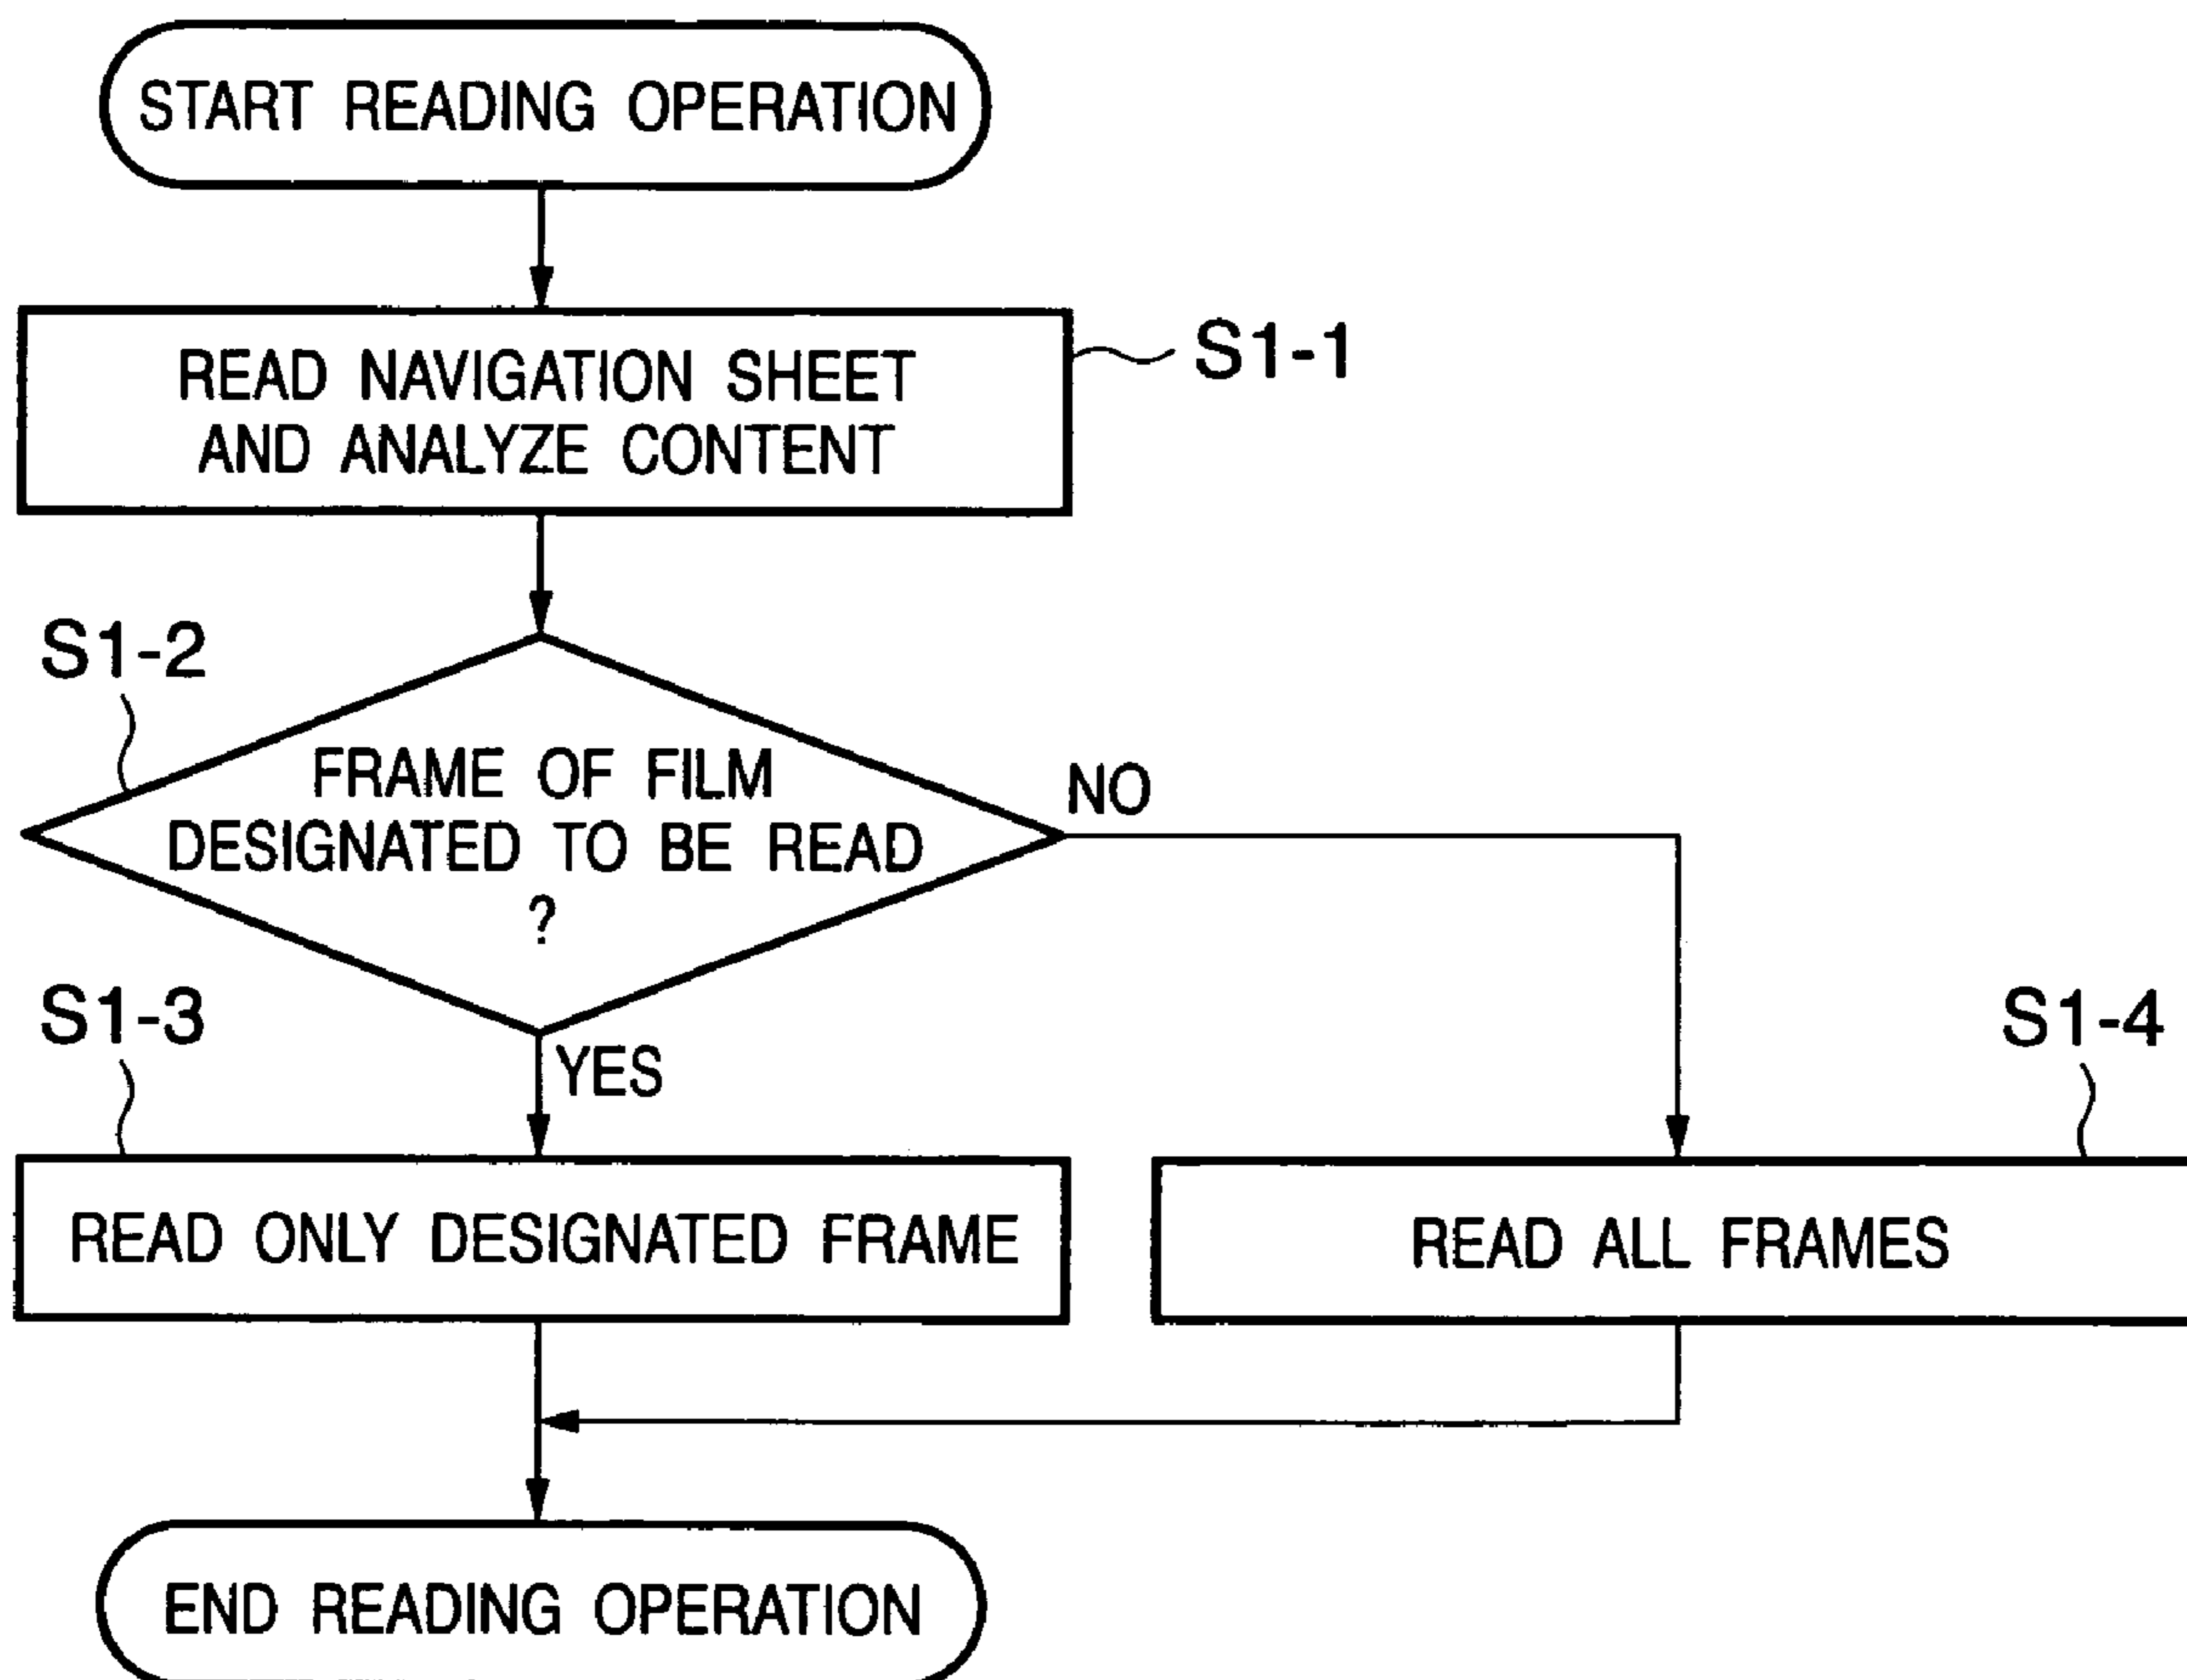 START READING OPERATION
READ NAVIGATION SHEET
AND ANALYZE CONTENT
S1-1
S1-2
FRAME OF FILM
DESIGNATED TO BE READ
?
NO
YES
S1-3
READ ONLY DESIGNATED FRAME
S1-4
READ ALL FRAMES
END READING OPERATION